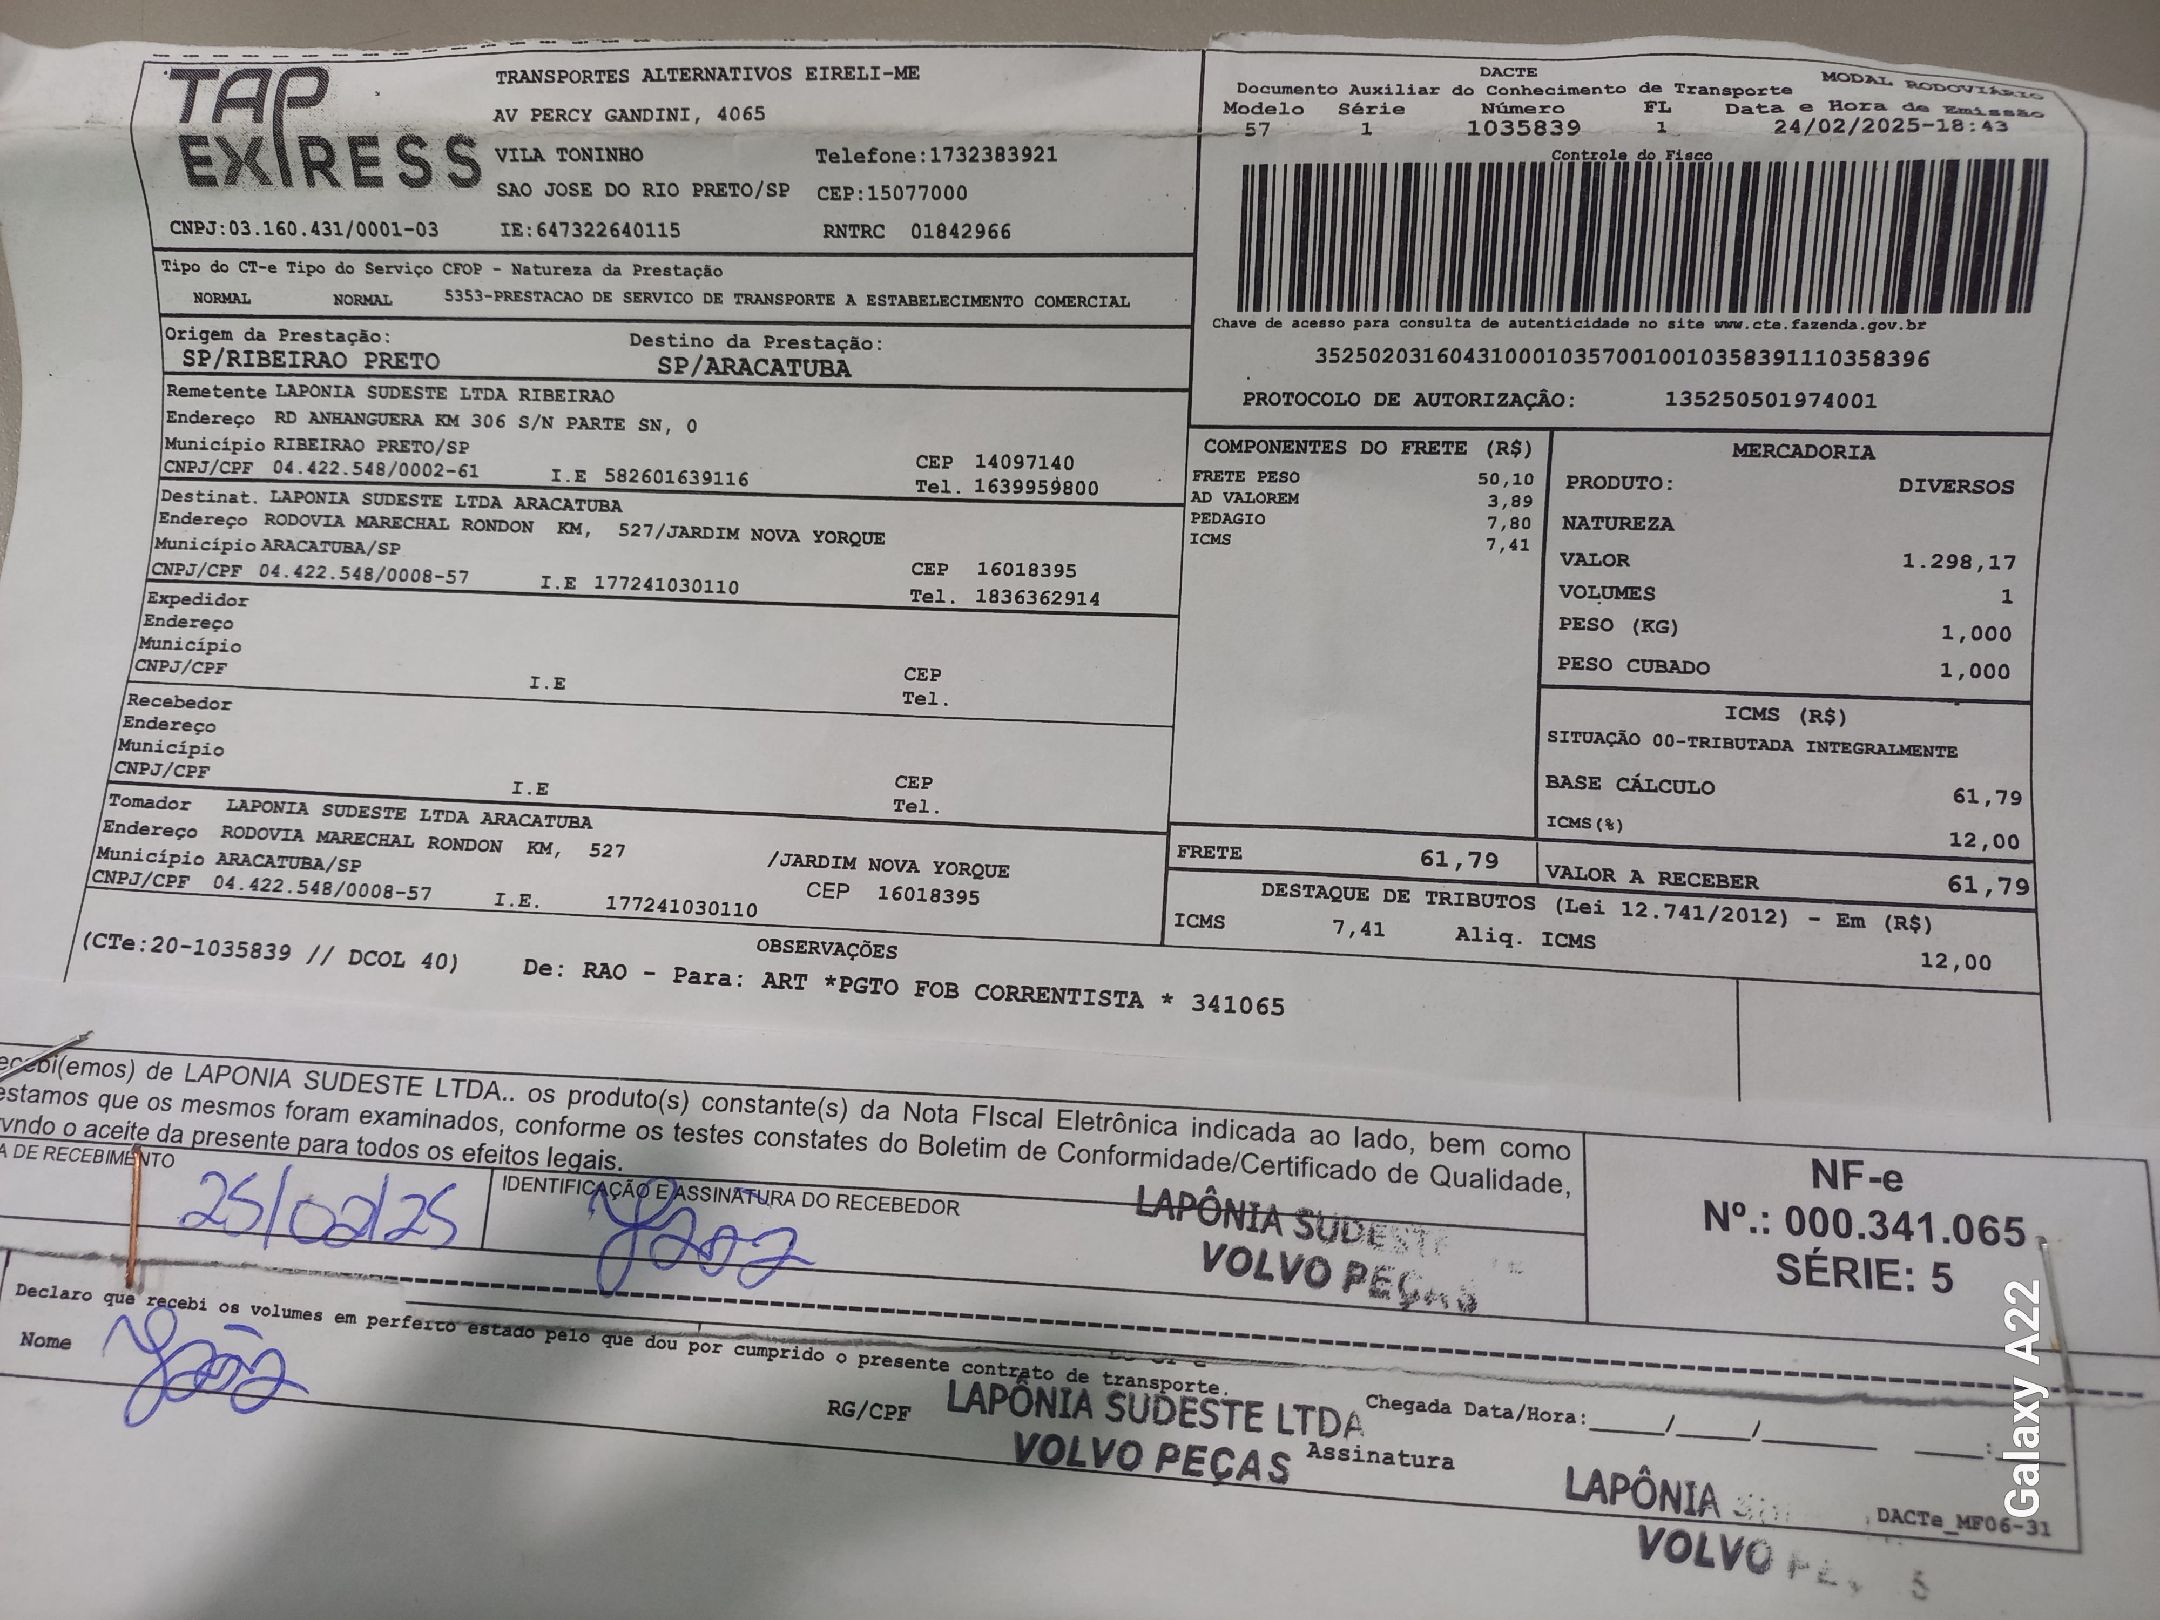 TAP EXPRESS
TRANSPORTES ALTERNATIVOS EIRELI-ME
AV PERCY GANDINI, 4065
VILA TONINHO Telefone:1732383921
SAO JOSE DO RIO PRETO/SP CEP:15077000
CNPJ:03.160.431/0001-03 IE:647322640115 RNTRC 01842966
DACTE MODAL RODOVIÁRIO
Documento Auxiliar do Conhecimento de Transporte
Modelo Série Número FL Data e Hora de Emissão
57 1 1035839 1 24/02/2025-18:43
Controle do Fisco
Chave de acesso para consulta de autenticidade no site www.cte.fazenda.gov.br
35250203160431000103570010010358391110358396
PROTOCOLO DE AUTORIZAÇÃO: 135250501974001
Tipo do CT-e Tipo do Serviço CFOP - Natureza da Prestação
NORMAL NORMAL 5353-PRESTACAO DE SERVICO DE TRANSPORTE A ESTABELECIMENTO COMERCIAL
Origem da Prestação: Destino da Prestação:
SP/RIBEIRAO PRETO SP/ARACATUBA
Remetente LAPONIA SUDESTE LTDA RIBEIRAO
Endereço RD ANHANGUERA KM 306 S/N PARTE SN, 0
Município RIBEIRAO PRETO/SP CEP 14097140
CNPJ/CPF 04.422.548/0002-61 I.E 582601639116 Tel. 1639959800
Destinat. LAPONIA SUDESTE LTDA ARACATUBA
Endereço RODOVIA MARECHAL RONDON KM, 527/JARDIM NOVA YORQUE
Município ARACATUBA/SP CEP 16018395
CNPJ/CPF 04.422.548/0008-57 I.E 177241030110 Tel. 1836362914
Expedidor
Endereço
Município CEP
CNPJ/CPF I.E Tel.
Recebedor
Endereço
Município CEP
CNPJ/CPF I.E Tel.
Tomador LAPONIA SUDESTE LTDA ARACATUBA
Endereço RODOVIA MARECHAL RONDON KM, 527 /JARDIM NOVA YORQUE
Município ARACATUBA/SP CEP 16018395
CNPJ/CPF 04.422.548/0008-57 I.E. 177241030110
COMPONENTES DO FRETE (R$)
FRETE PESO 50,10
AD VALOREM 3,89
PEDAGIO 7,80
ICMS 7,41
MERCADORIA
PRODUTO: DIVERSOS
NATUREZA
VALOR 1.298,17
VOLUMES 1
PESO (KG) 1,000
PESO CUBADO 1,000
ICMS (R$)
SITUAÇÃO 00-TRIBUTADA INTEGRALMENTE
BASE CÁLCULO 61,79
ICMS(%) 12,00
FRETE 61,79 VALOR A RECEBER 61,79
DESTAQUE DE TRIBUTOS (Lei 12.741/2012) - Em (R$)
ICMS 7,41 Aliq. ICMS 12,00
OBSERVAÇÕES
(CTe:20-1035839 // DCOL 40) De: RAO - Para: ART *PGTO FOB CORRENTISTA * 341065
ecebi(emos) de LAPONIA SUDESTE LTDA.. os produto(s) constante(s) da Nota FIscal Eletrônica indicada ao lado, bem como
estamos que os mesmos foram examinados, conforme os testes constates do Boletim de Conformidade/Certificado de Qualidade,
rvndo o aceite da presente para todos os efeitos legais.
A DE RECEBIMENTO IDENTIFICAÇÃO E ASSINATURA DO RECEBEDOR
25/02/25
LAPÔNIA SUDESTE
VOLVO PEÇAS
NF-e
Nº.: 000.341.065
SÉRIE: 5
Declaro que recebi os volumes em perfeito estado pelo que dou por cumprido o presente contrato de transporte.
Nome João RG/CPF Chegada Data/Hora:____/____/______ ____:____
LAPÔNIA SUDESTE LTDA
VOLVO PEÇAS
Assinatura
LAPÔNIA
VOLVO
DACTe_MF06-31
Galaxy A22